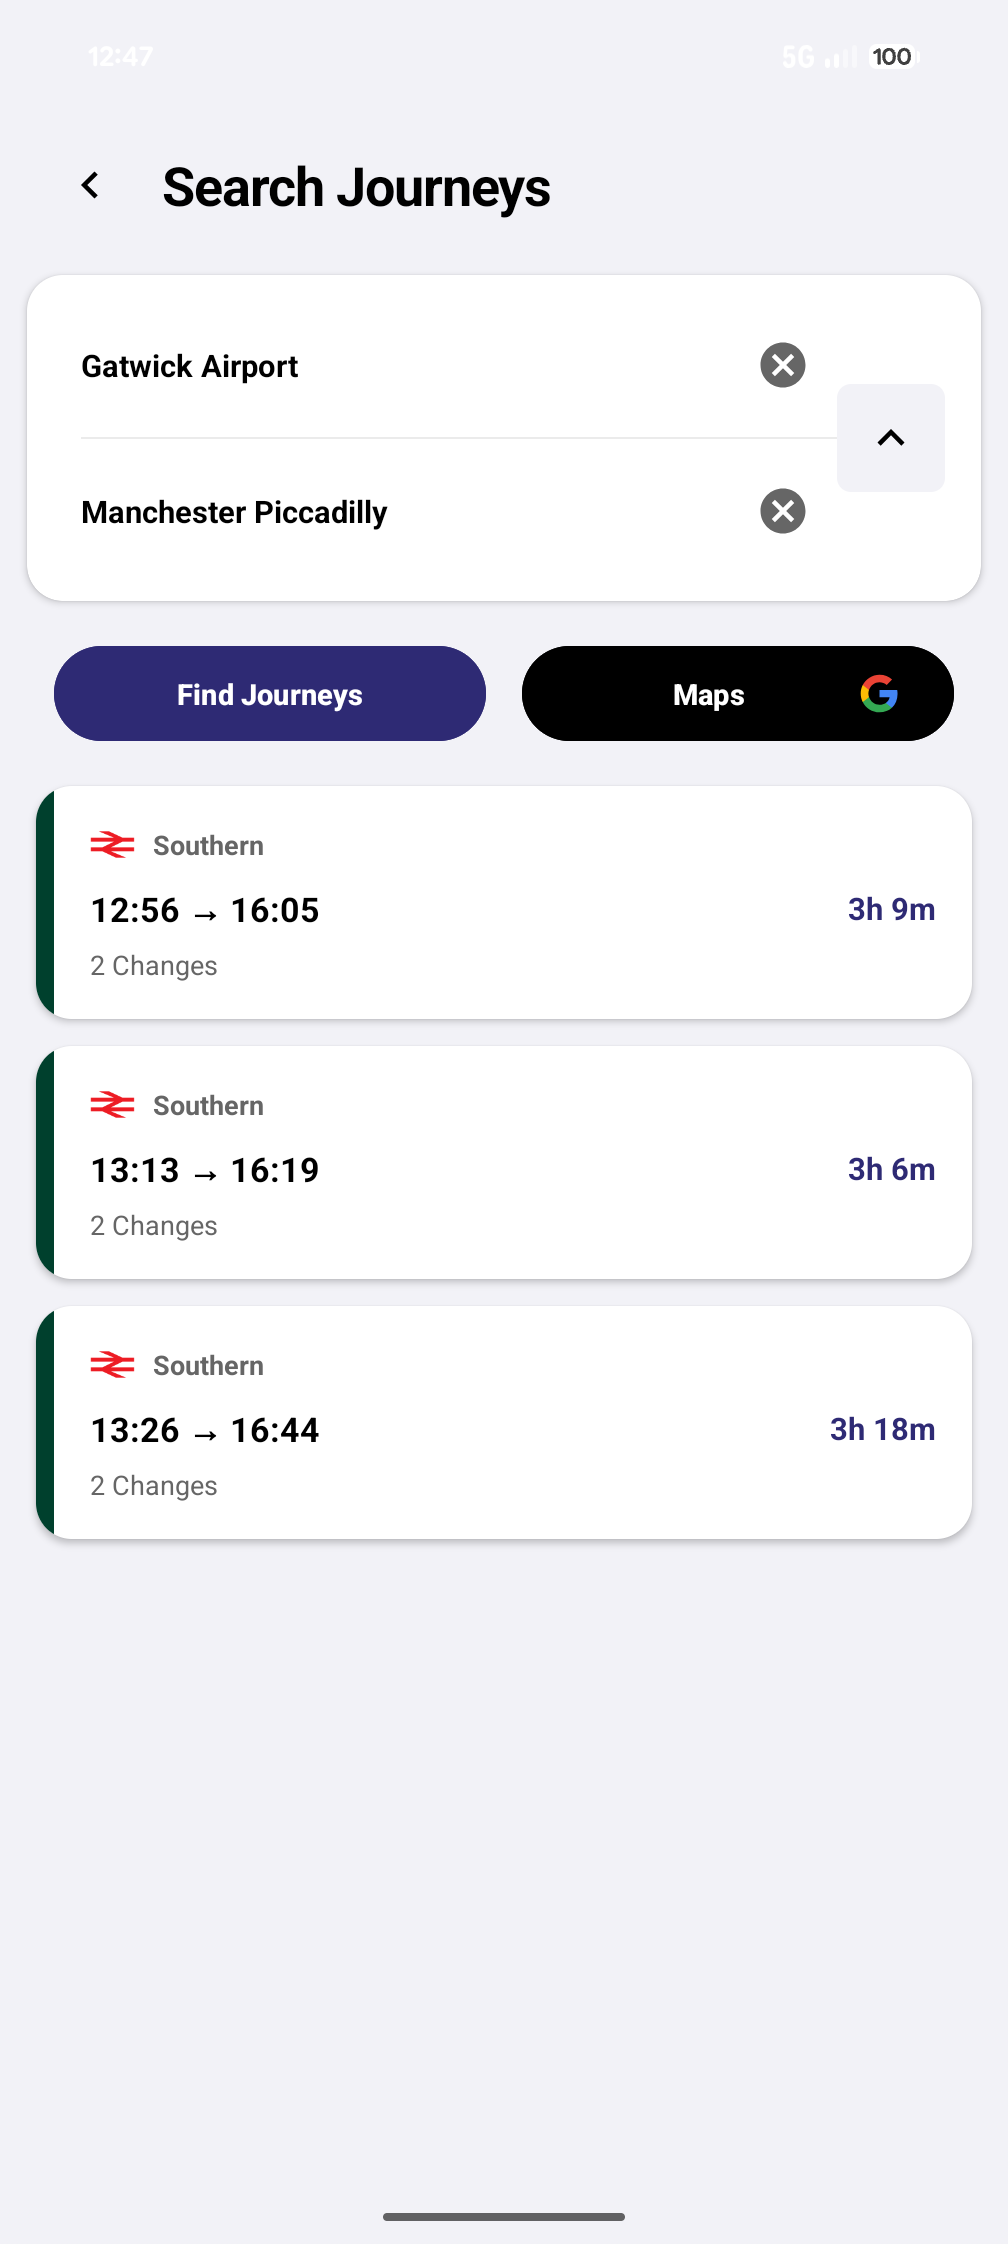 12:47 5G 100
Search Journeys
Gatwick Airport
Manchester Piccadilly
Find Journeys
Maps
Southern
12:56 → 16:05
3h 9m
2 Changes
Southern
13:13 → 16:19
3h 6m
2 Changes
Southern
13:26 → 16:44
3h 18m
2 Changes